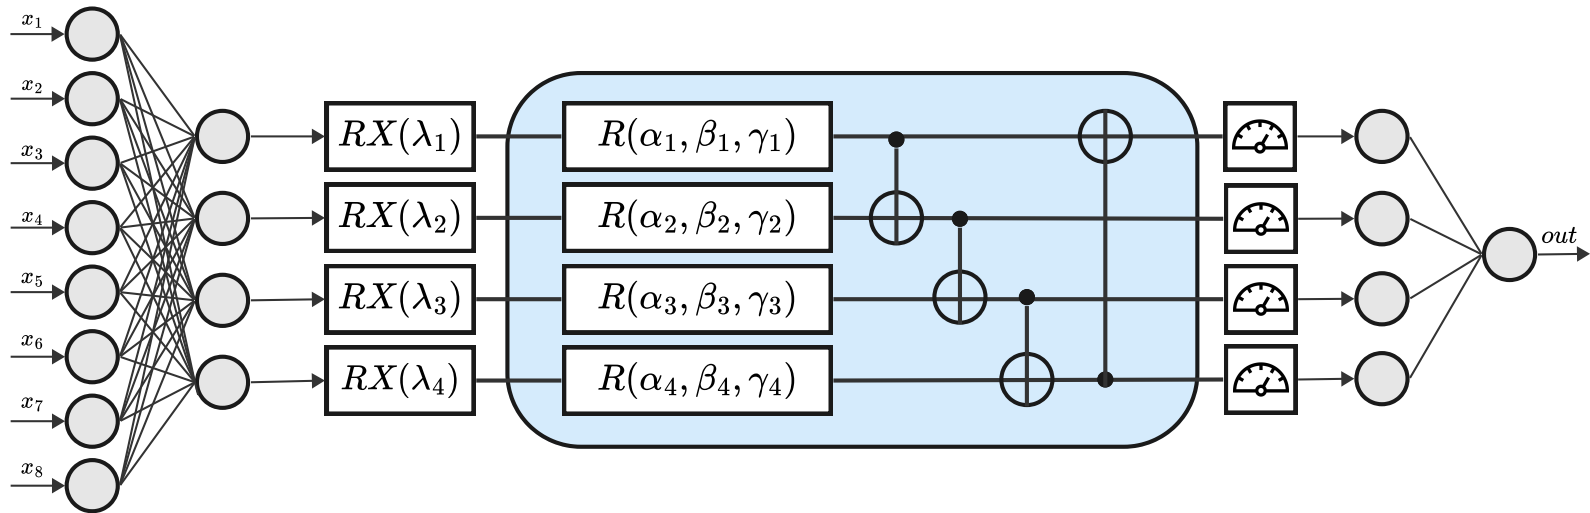 x₁
x₂
x₃
x₄
x₅
x₆
x₇
x₈
RX(λ₁)
R(α₁, β₁, γ₁)
RX(λ₂)
R(α₂, β₂, γ₂)
RX(λ₃)
R(α₃, β₃, γ₃)
RX(λ₄)
R(α₄, β₄, γ₄)
out